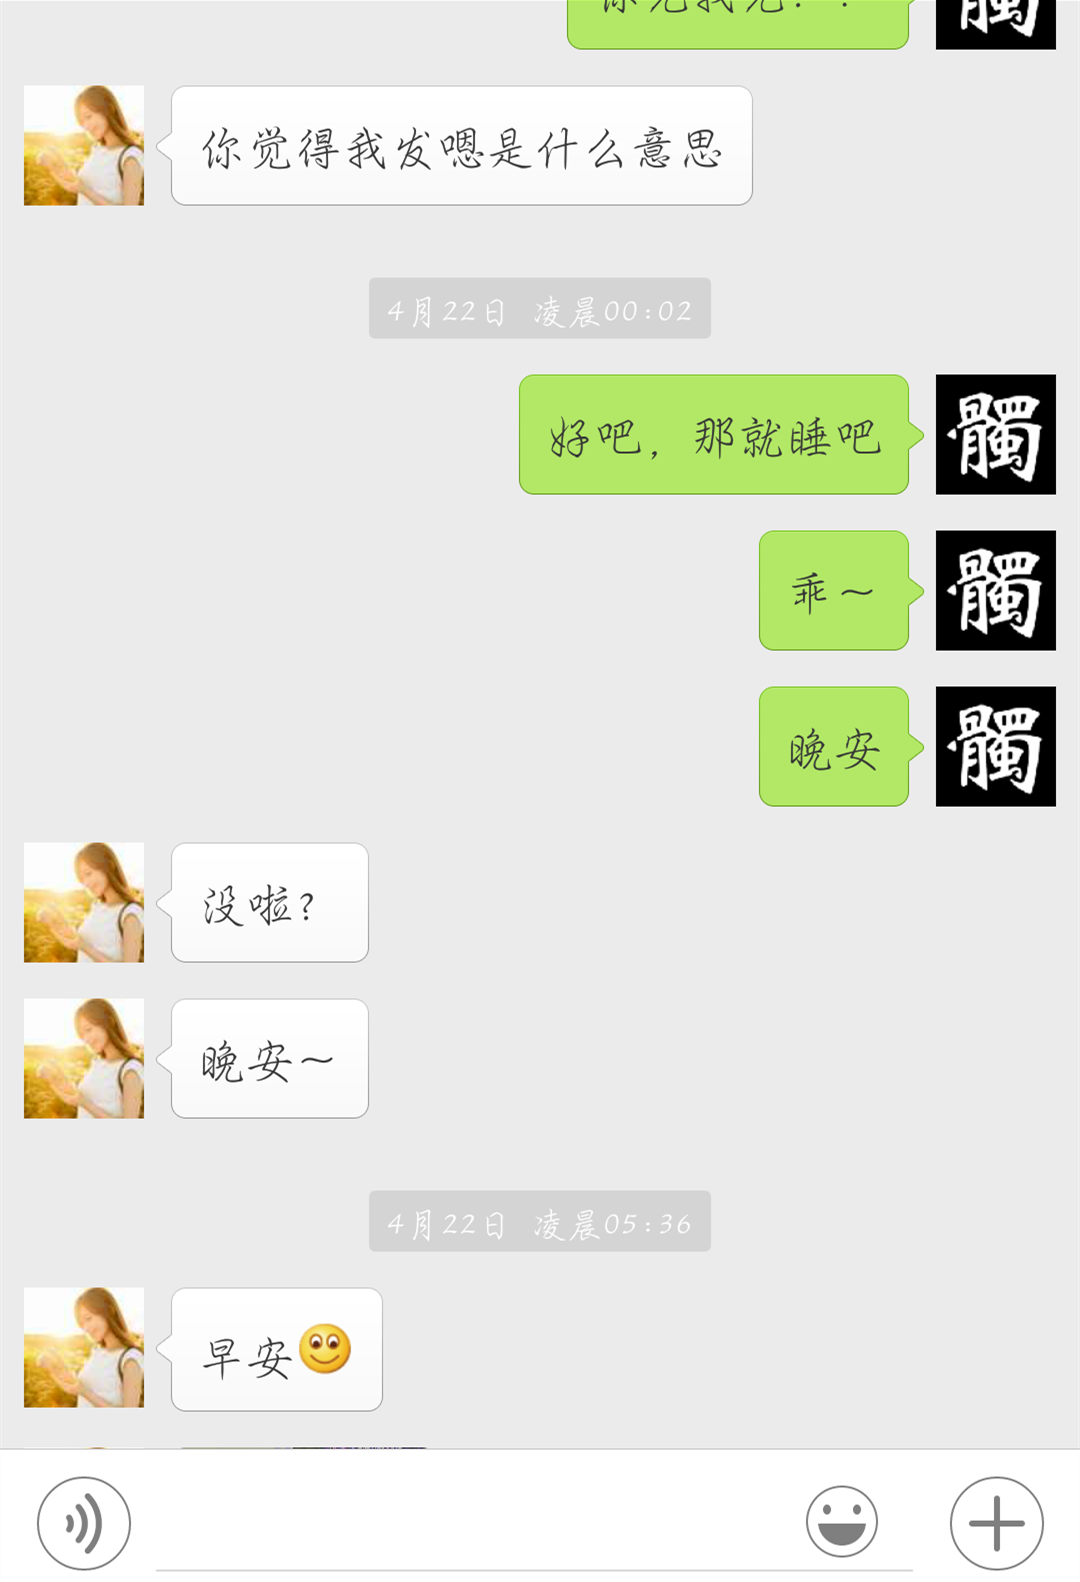 你觉得我发嗯是什么意思
4月22日 凌晨00:02
好吧，那就睡吧
髑
乖～
髑
晚安
髑
没啦？
晚安～
4月22日 凌晨05:36
早安